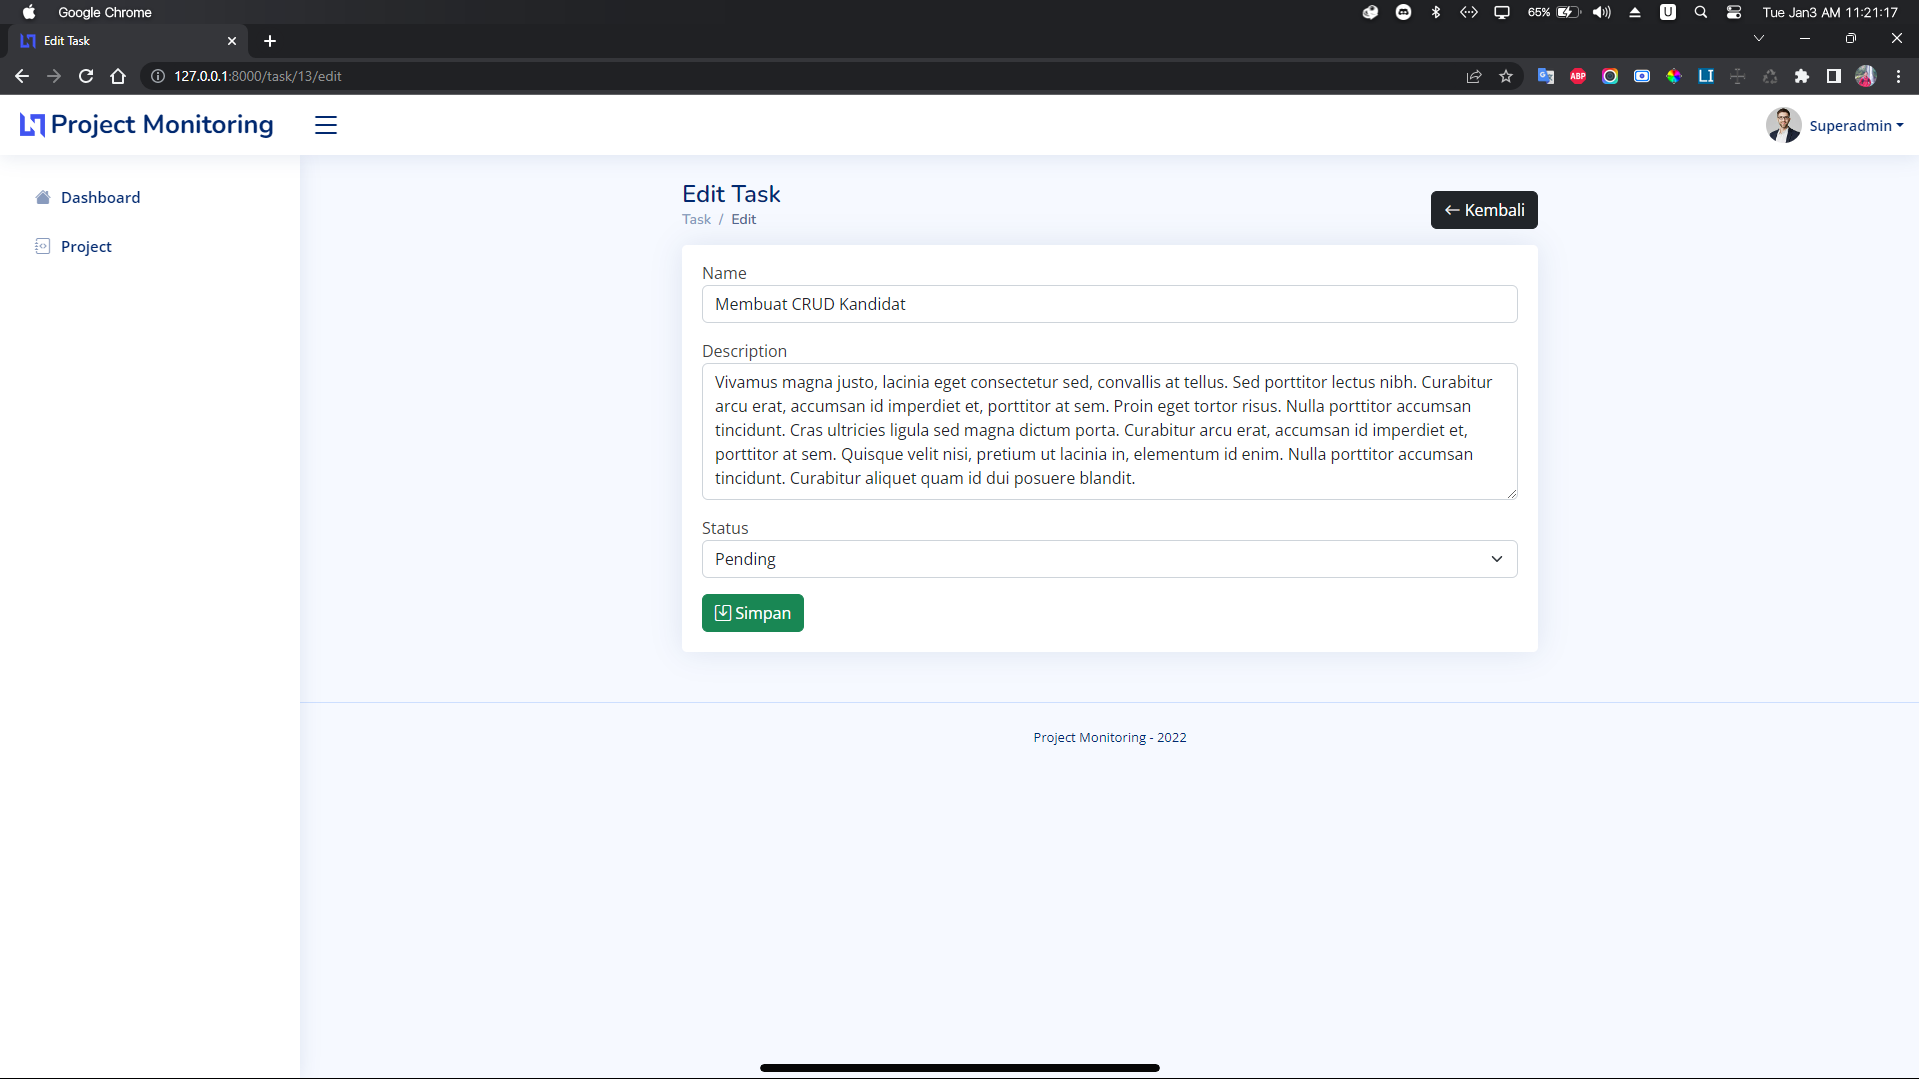 Google Chrome
65%
U
Tue Jan3 AM 11:21:17
Edit Task
127.0.0.1:8000/task/13/edit
ABP
LI
Project Monitoring
Superadmin
Dashboard
Project
Edit Task
Task / Edit
← Kembali
Name
Membuat CRUD Kandidat
Description
Vivamus magna justo, lacinia eget consectetur sed, convallis at tellus. Sed porttitor lectus nibh. Curabitur
arcu erat, accumsan id imperdiet et, porttitor at sem. Proin eget tortor risus. Nulla porttitor accumsan
tincidunt. Cras ultricies ligula sed magna dictum porta. Curabitur arcu erat, accumsan id imperdiet et,
porttitor at sem. Quisque velit nisi, pretium ut lacinia in, elementum id enim. Nulla porttitor accumsan
tincidunt. Curabitur aliquet quam id dui posuere blandit.
Status
Pending
Simpan
Project Monitoring - 2022